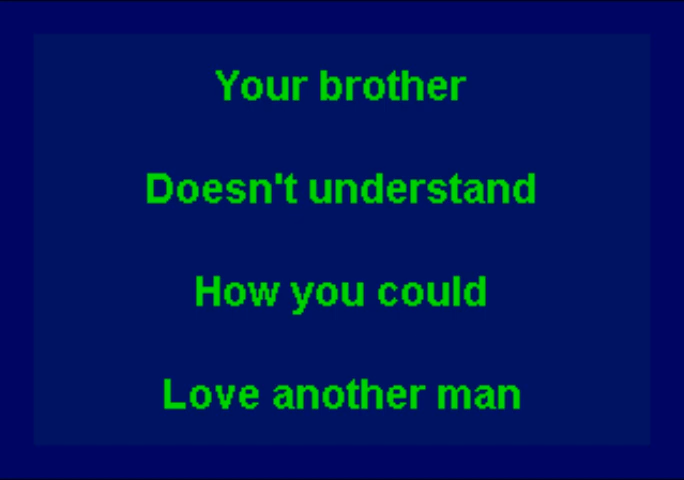 Your brother
Doesn't understand
How you could
Love another man